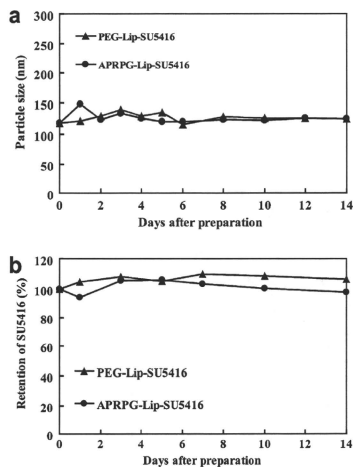 a
300
250
200
150
100
50
0
Particle size (nm)
PEG-Lip-SU5416
APRPG-Lip-SU5416
0 2 4 6 8 10 12 14
Days after preparation
b
120
100
80
60
40
20
0
Retention of SU5416 (%)
PEG-Lip-SU5416
APRPG-Lip-SU5416
0 2 4 6 8 10 12 14
Days after preparation